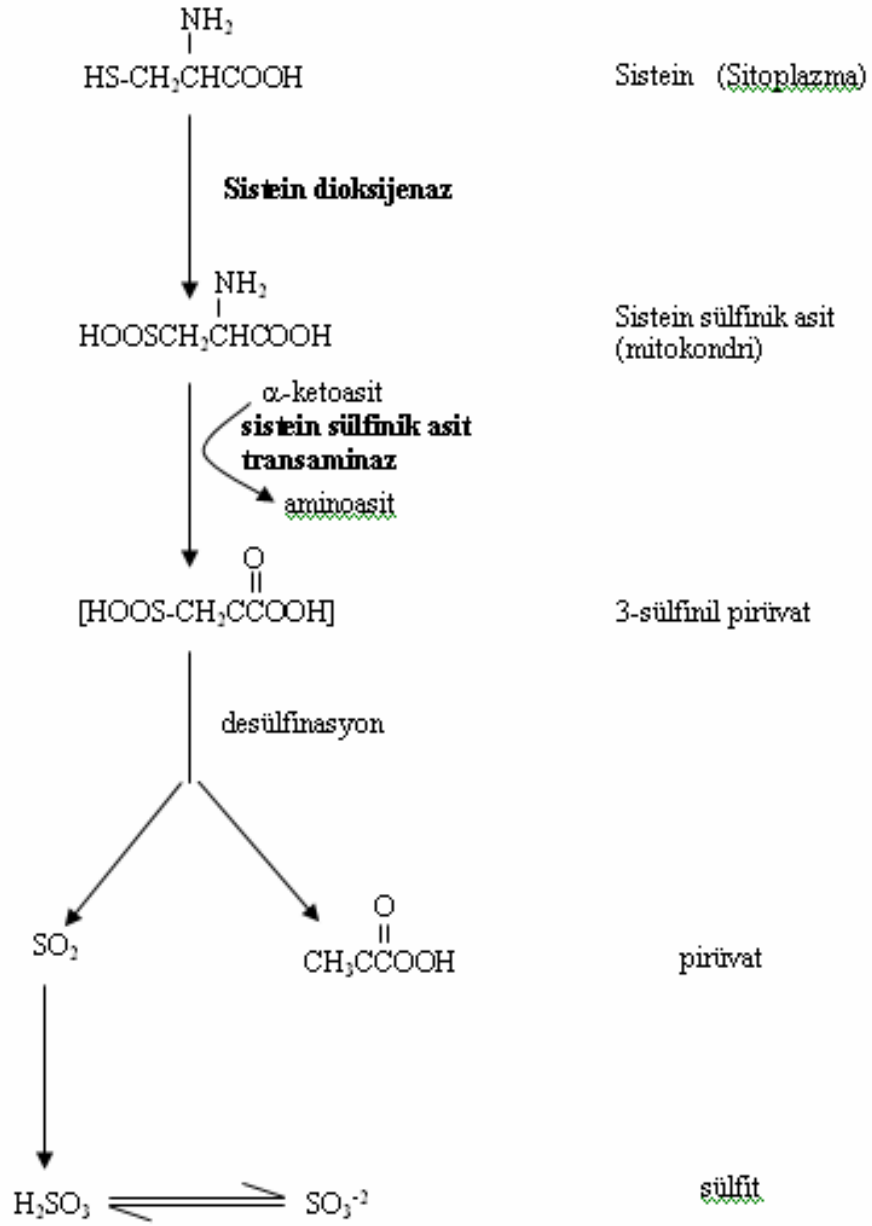 NH₂
HS-CH₂CHCOOH
Sistein (Sitoplazma)
Sistein dioksijenaz
NH₂
HOOSCH₂CHCOOH
Sistein sülfinik asit
(mitokondri)
α-ketoasit
sistein sülfinik asit
transaminaz
aminoasit
O
[HOOS-CH₂CCOOH]
3-sülfinil pirüvat
desülfinasyon
SO₂
O
CH₃CCOOH
pirüvat
H₂SO₃
SO₃⁻²
sülfit